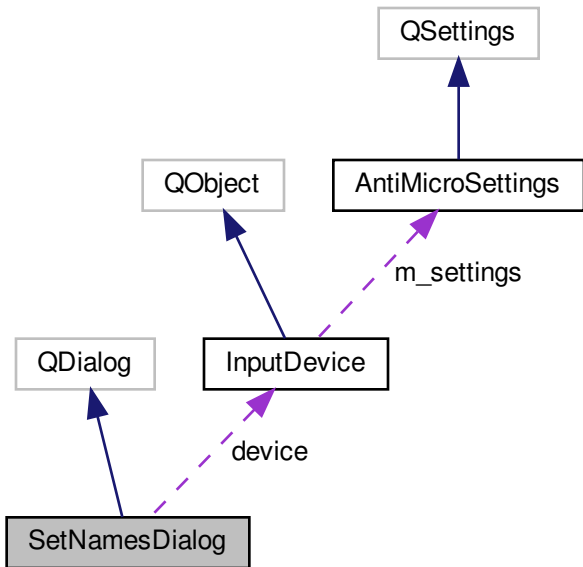 QSettings
QObject
AntiMicroSettings
m_settings
QDialog
InputDevice
device
SetNamesDialog